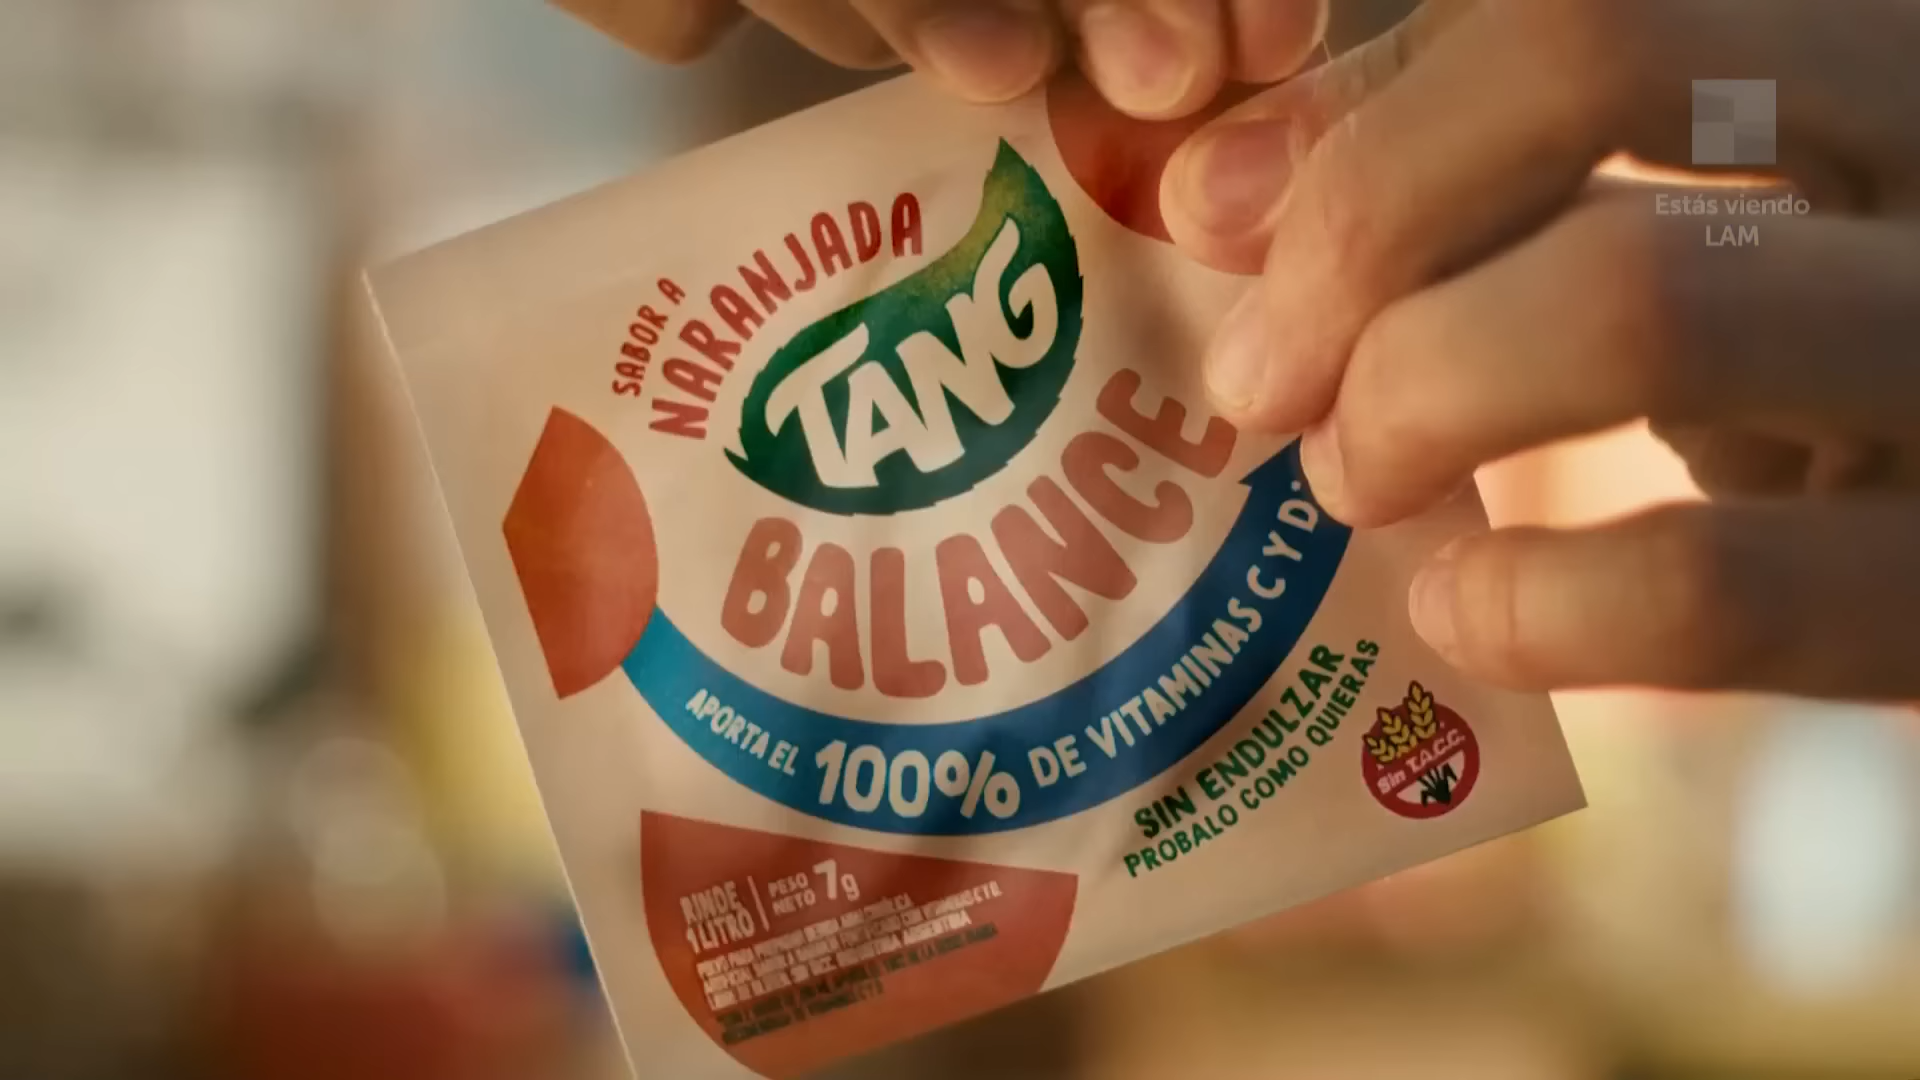 Estás viendo
LAM
SABOR A
NARANJADA
TANG
BALANCE
APORTA EL 100% DE VITAMINAS C Y D*
SIN ENDULZAR
PROBALO COMO QUIERAS
Sin T.A.C.C.
RINDE
1 LITRO
PESO
NETO 7g